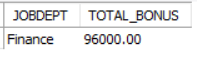 JOBDEPT TOTAL_BONUS
Finance 96000.00